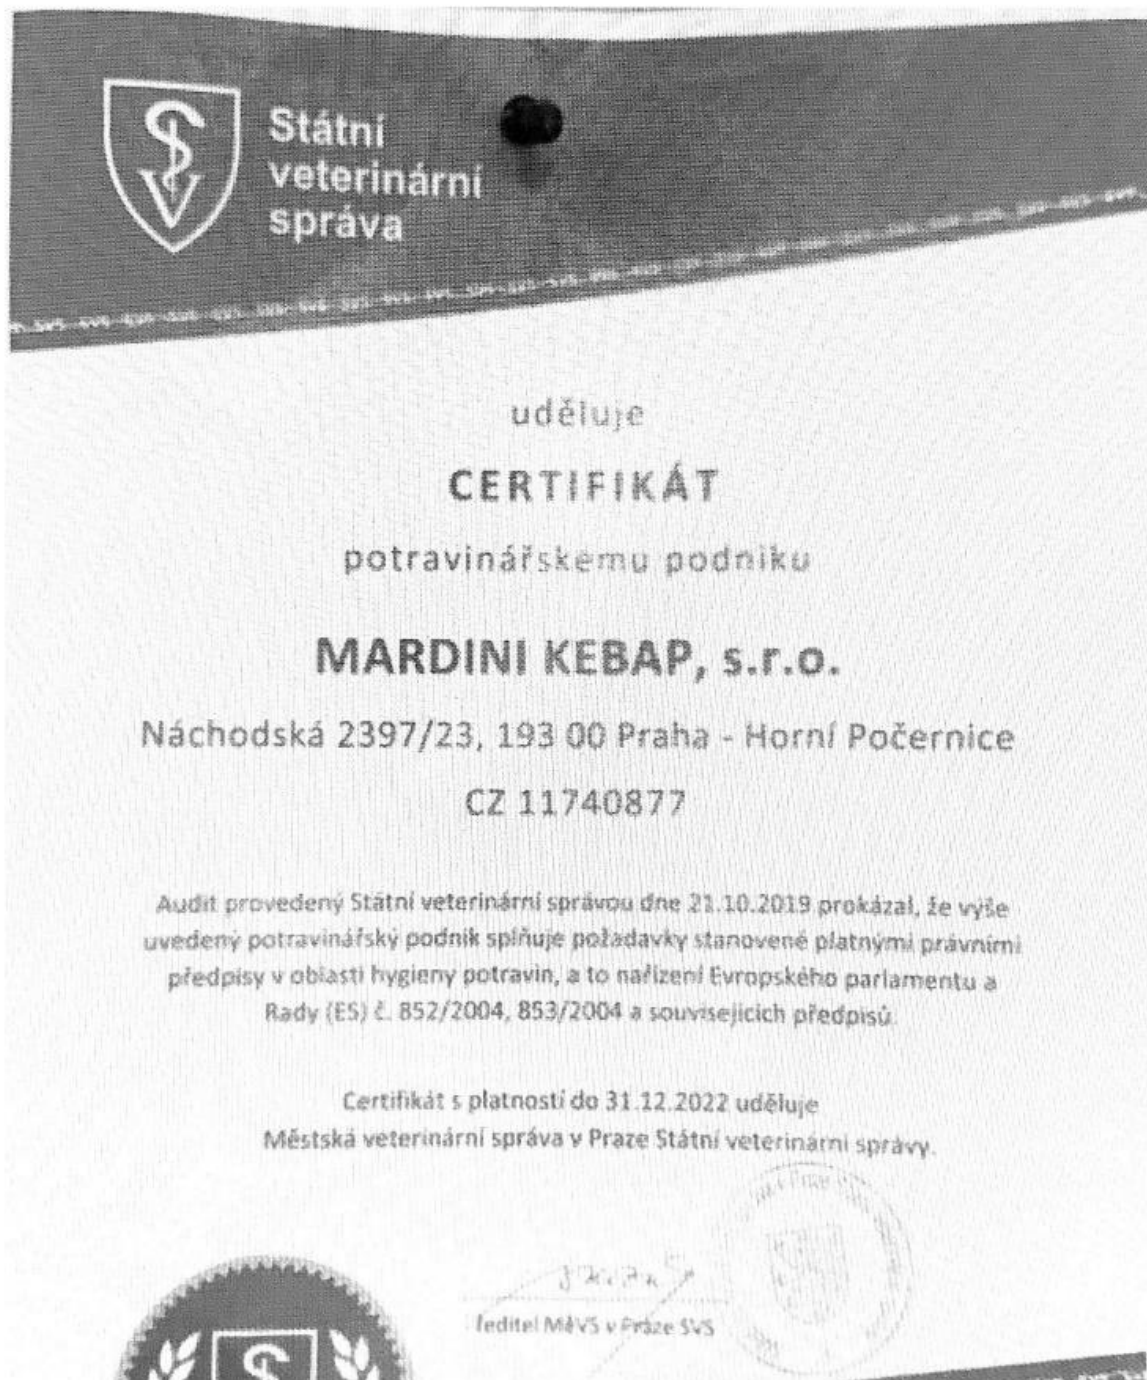 Státní
veterinární
správa
uděluje
CERTIFIKÁT
potravinářskému podniku
MARDINI KEBAP, s.r.o.
Náchodská 2397/23, 193 00 Praha - Horní Počernice
CZ 11740877
Audit provedený Státní veterinární správou dne 21.10.2019 prokázal, že výše
uvedený potravinářský podnik splňuje požadavky stanovené platnými právními
předpisy v oblasti hygieny potravin, a to nařízení Evropského parlamentu a
Rady (ES) č. 852/2004, 853/2004 a souvisejících předpisů.
Certifikát s platností do 31.12.2022 uděluje
Městská veterinární správa v Praze Státní veterinární správy.
ředitel MěVS v Praze SVS